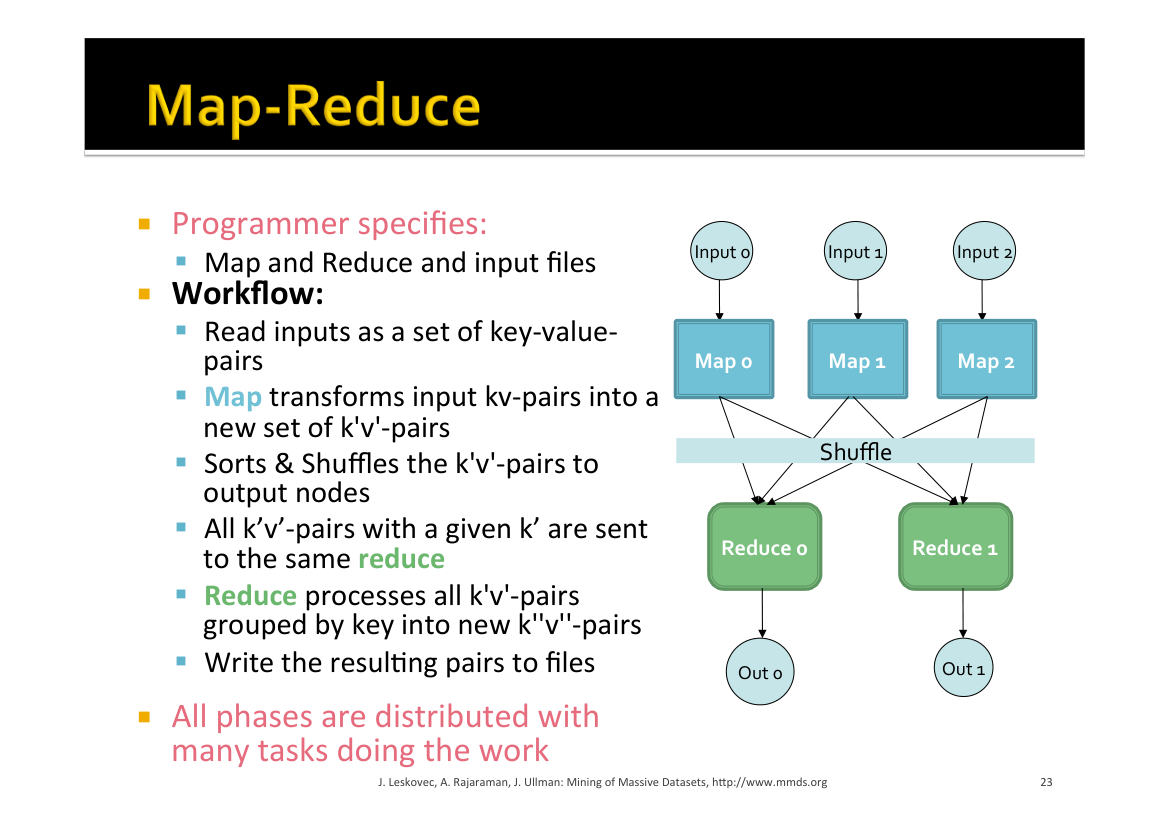 Map-Reduce
Programmer specifies:
Map and Reduce and input files
Workflow:
Read inputs as a set of key-value-
pairs
Map transforms input kv-pairs into a
new set of k'v'-pairs
Sorts & Shuffles the k'v'-pairs to
output nodes
All k’v’-pairs with a given k’ are sent
to the same reduce
Reduce processes all k'v'-pairs
grouped by key into new k''v''-pairs
Write the resulting pairs to files
All phases are distributed with
many tasks doing the work
Input 0 Input 1 Input 2
Map 0 Map 1 Map 2
Shuffle
Reduce 0 Reduce 1
Out 0 Out 1
J. Leskovec, A. Rajaraman, J. Ullman: Mining of Massive Datasets, http://www.mmds.org 23